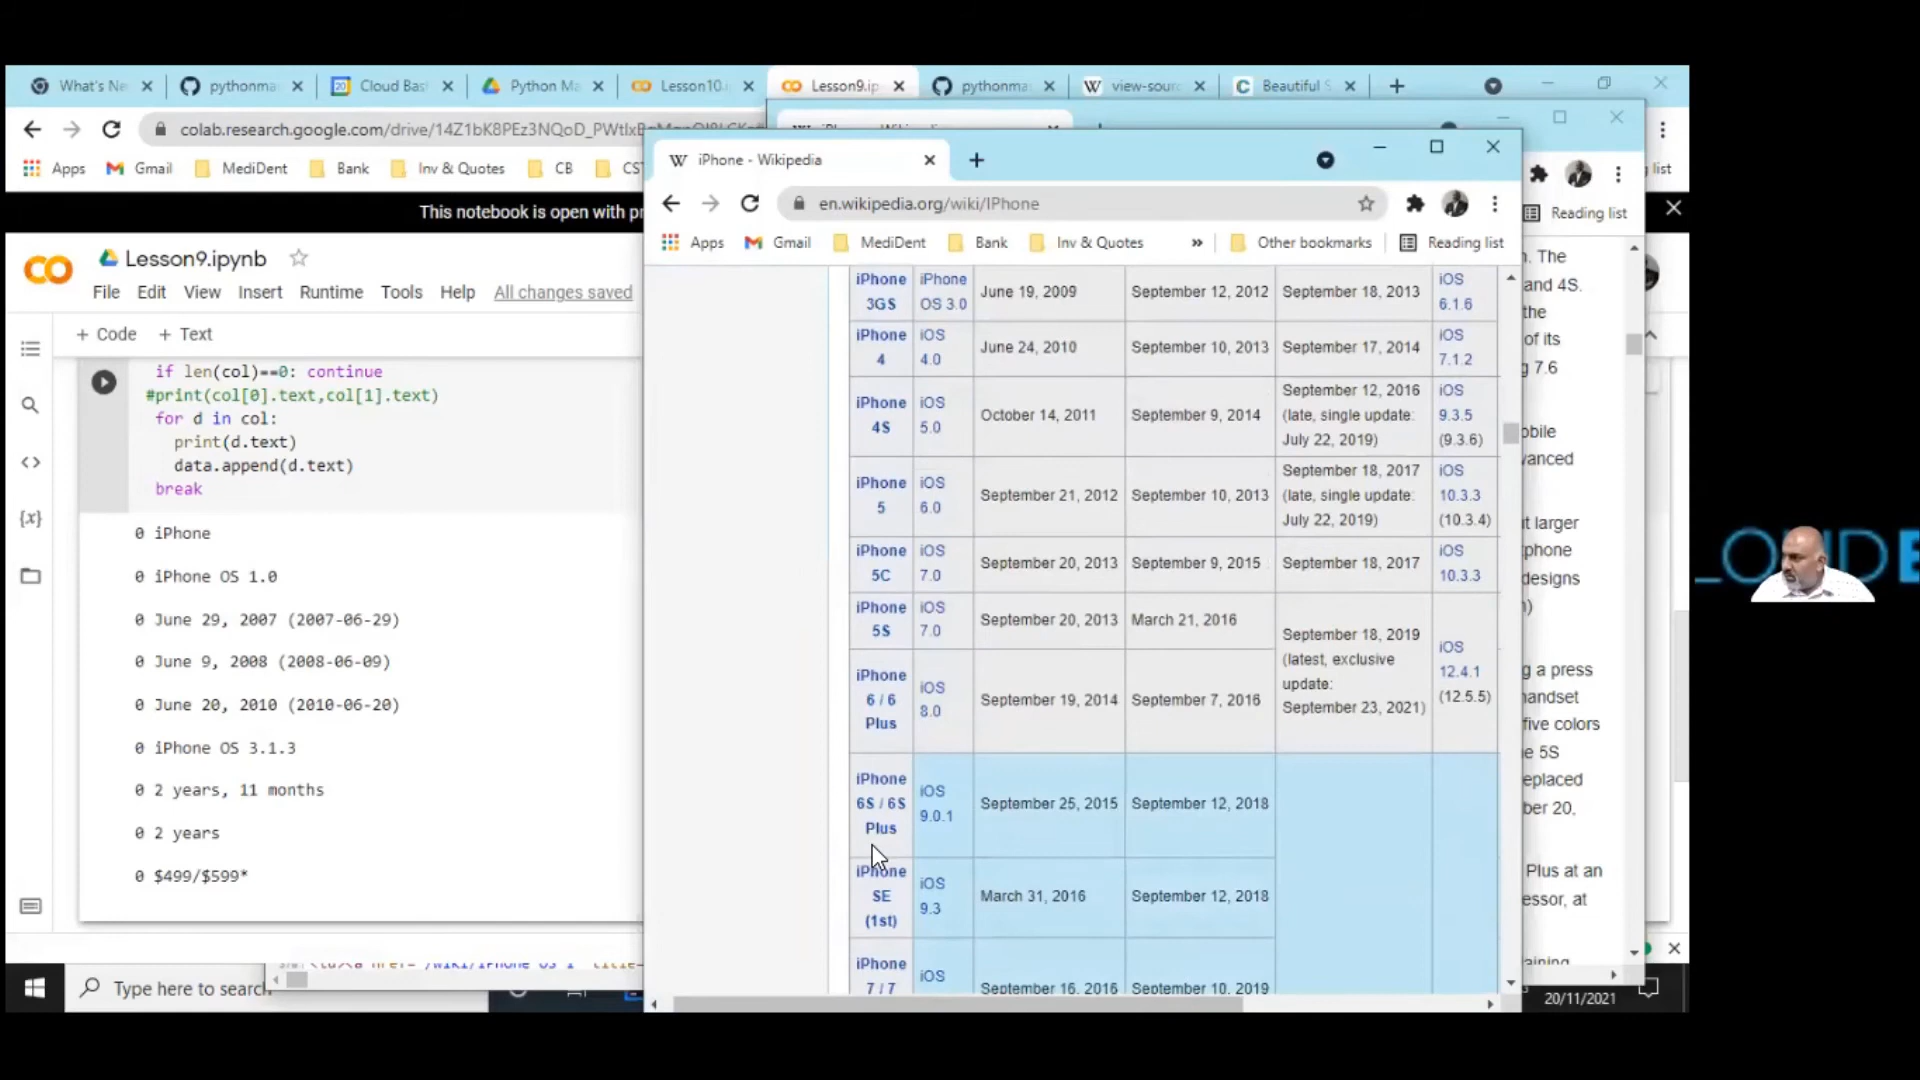 What's Ne
pythonma
Cloud Bas
Python Ma
Lesson10.
Lesson9.ip
pythonma
view-sourc
Beautiful S
colab.research.google.com/drive/14Z1bK8PEz3NQoD_PWtlxB
Apps
Gmail
MediDent
Bank
Inv & Quotes
CB
CST
list
This notebook is open with pr
Reading list
Lesson9.ipynb
File Edit View Insert Runtime Tools Help All changes saved
+ Code + Text
if len(col)==0: continue
#print(col[0].text,col[1].text)
for d in col:
print(d.text)
data.append(d.text)
break
0 iPhone
0 iPhone OS 1.0
0 June 29, 2007 (2007-06-29)
0 June 9, 2008 (2008-06-09)
0 June 20, 2010 (2010-06-20)
0 iPhone OS 3.1.3
0 2 years, 11 months
0 2 years
0 $499/$599*
Type here to search
iPhone - Wikipedia
en.wikipedia.org/wiki/IPhone
Apps
Gmail
MediDent
Bank
Inv & Quotes
»
Other bookmarks
Reading list
iPhone 3GS
iPhone OS 3.0
June 19, 2009
September 12, 2012
September 18, 2013
iOS 6.1.6
iPhone 4
iOS 4.0
June 24, 2010
September 10, 2013
September 17, 2014
iOS 7.1.2
iPhone 4S
iOS 5.0
October 14, 2011
September 9, 2014
September 12, 2016
(late, single update:
July 22, 2019)
iOS 9.3.5
(9.3.6)
iPhone 5
iOS 6.0
September 21, 2012
September 10, 2013
September 18, 2017
(late, single update:
July 22, 2019)
iOS 10.3.3
(10.3.4)
iPhone 5C
iOS 7.0
September 20, 2013
September 9, 2015
September 18, 2017
iOS 10.3.3
iPhone 5S
iOS 7.0
September 20, 2013
March 21, 2016
September 18, 2019
(latest, exclusive
update:
September 23, 2021)
iOS 12.4.1
(12.5.5)
iPhone 6 / 6 Plus
iOS 8.0
September 19, 2014
September 7, 2016
iPhone 6S / 6S Plus
iOS 9.0.1
September 25, 2015
September 12, 2018
iPhone SE (1st)
iOS 9.3
March 31, 2016
September 12, 2018
iPhone 7 / 7
iOS
September 16, 2016
September 10, 2019
n. The
and 4S.
the
of its
g 7.6
obile
vanced
t larger
phone
designs
n)
g a press
handset
five colors
e 5S
eplaced
ber 20,
Plus at an
essor, at
aining
20/11/2021